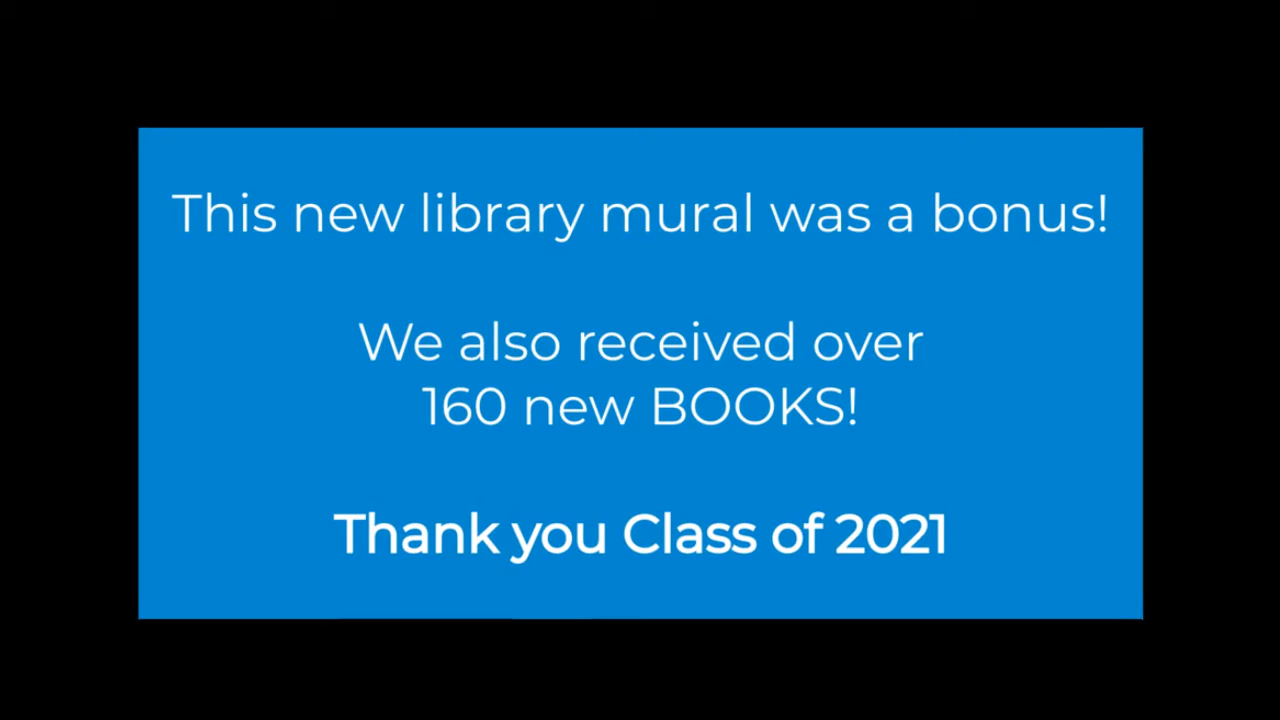 This new library mural was a bonus!
We also received over
160 new BOOKS!
Thank you Class of 2021